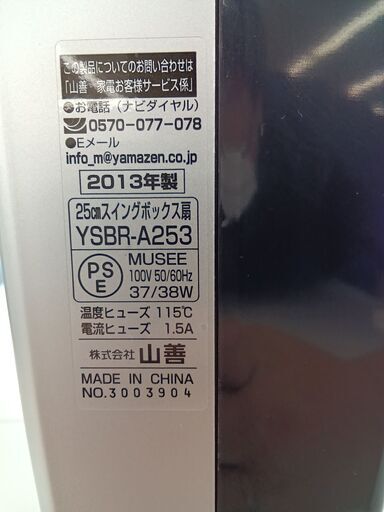 この製品についてのお問い合わせは
「山善 家電お客様サービス係」
●お電話（ナビダイヤル）
0570-077-078
●Eメール
info_m@yamazen.co.jp
2013年製
25cmスイングボックス扇
YSBR-A253
PS
E
MUSEE
100V 50/60Hz
37/38W
温度ヒューズ 115℃
電流ヒューズ 1.5A
株式会社 山善
MADE IN CHINA
NO.3003904